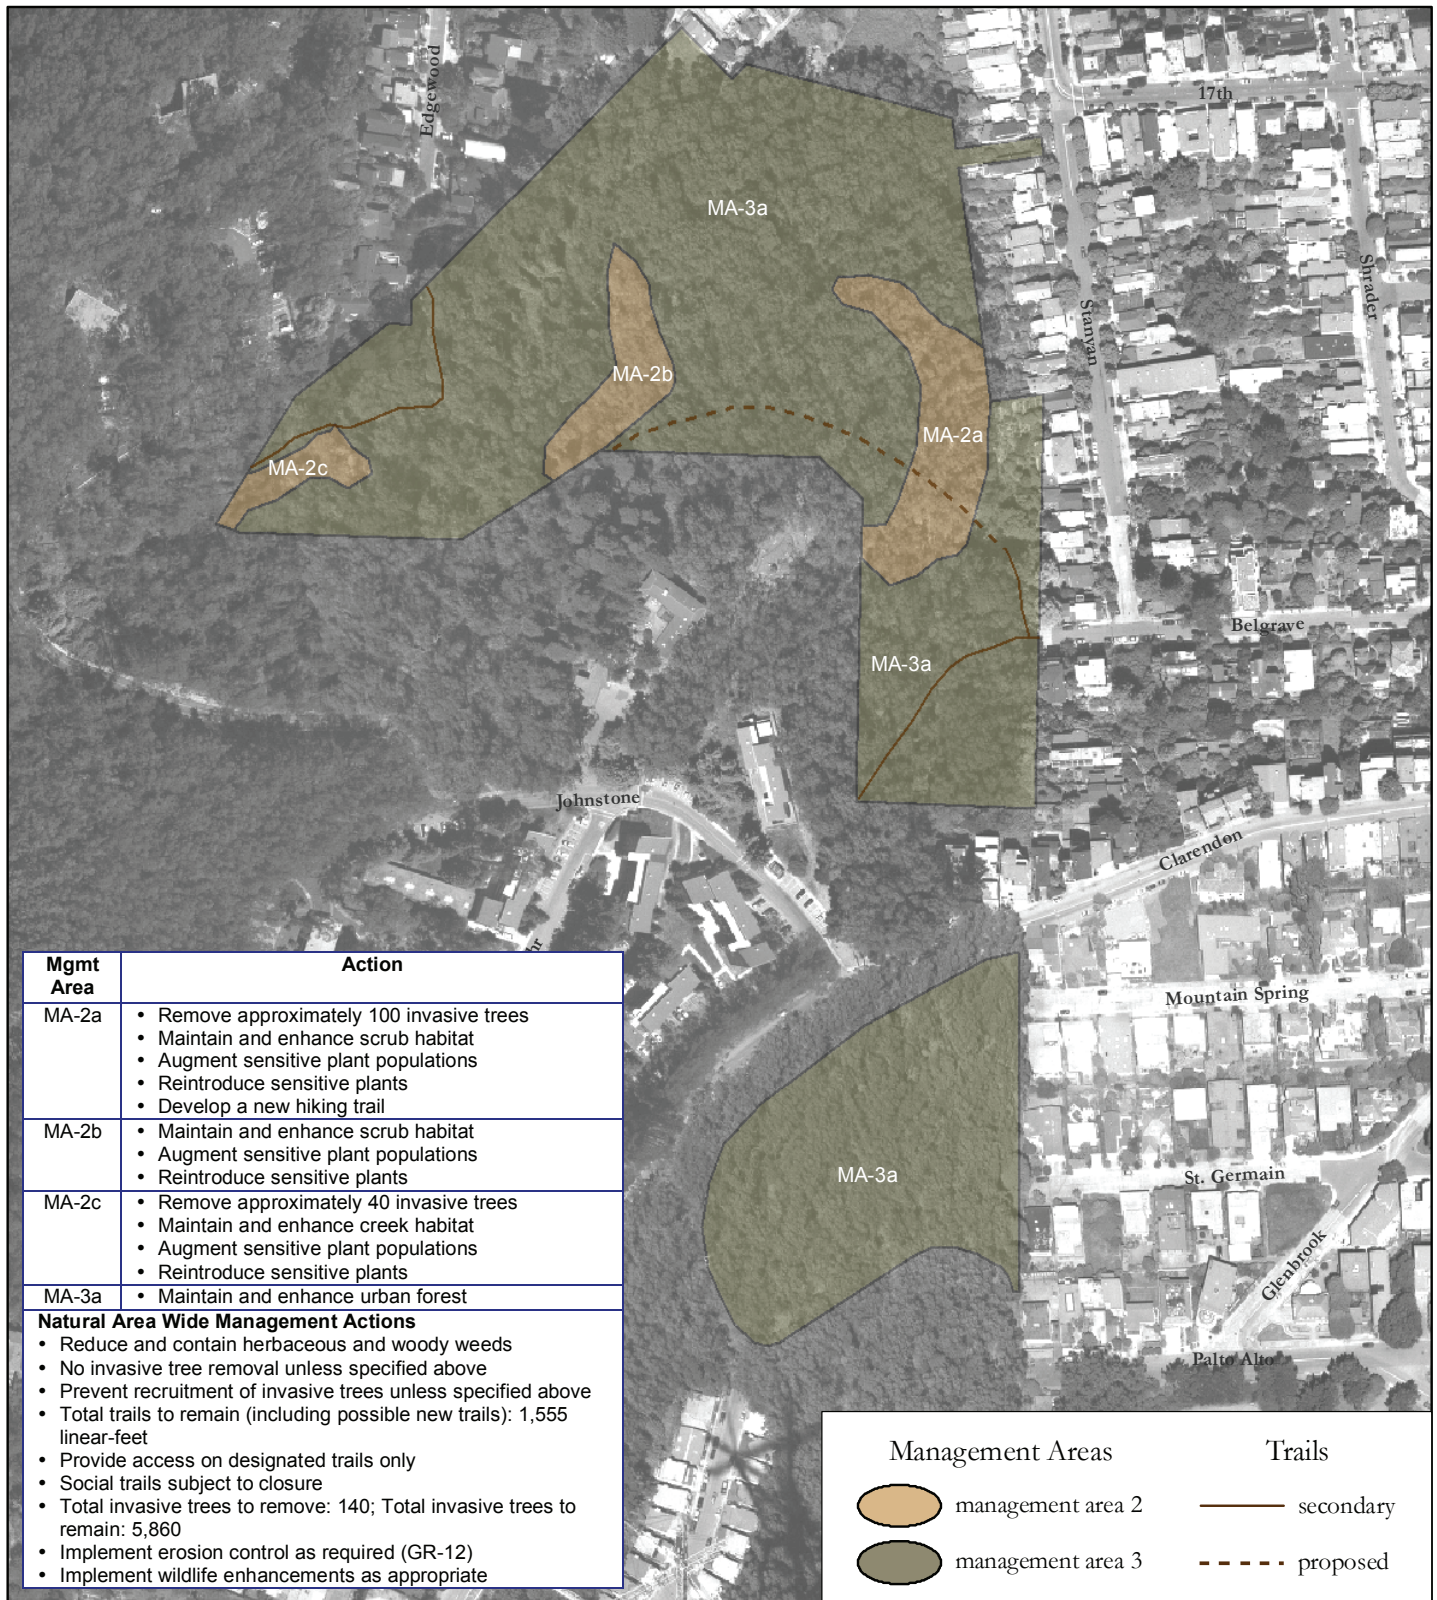 Edgewood
17th
MA-3a
Shrader
Stanyan
MA-2b
MA-2a
MA-2c
Belgrave
MA-3a
Johnstone
Clarendon
Mountain Spring
MA-3a
St. Germain
Glenbrook
Palto Alto
Mgmt Area Action
MA-2a • Remove approximately 100 invasive trees
• Maintain and enhance scrub habitat
• Augment sensitive plant populations
• Reintroduce sensitive plants
• Develop a new hiking trail
MA-2b • Maintain and enhance scrub habitat
• Augment sensitive plant populations
• Reintroduce sensitive plants
MA-2c • Remove approximately 40 invasive trees
• Maintain and enhance creek habitat
• Augment sensitive plant populations
• Reintroduce sensitive plants
MA-3a • Maintain and enhance urban forest
Natural Area Wide Management Actions
• Reduce and contain herbaceous and woody weeds
• No invasive tree removal unless specified above
• Prevent recruitment of invasive trees unless specified above
• Total trails to remain (including possible new trails): 1,555
linear-feet
• Provide access on designated trails only
• Social trails subject to closure
• Total invasive trees to remove: 140; Total invasive trees to
remain: 5,860
• Implement erosion control as required (GR-12)
• Implement wildlife enhancements as appropriate
Management Areas Trails
management area 2 secondary
management area 3 proposed